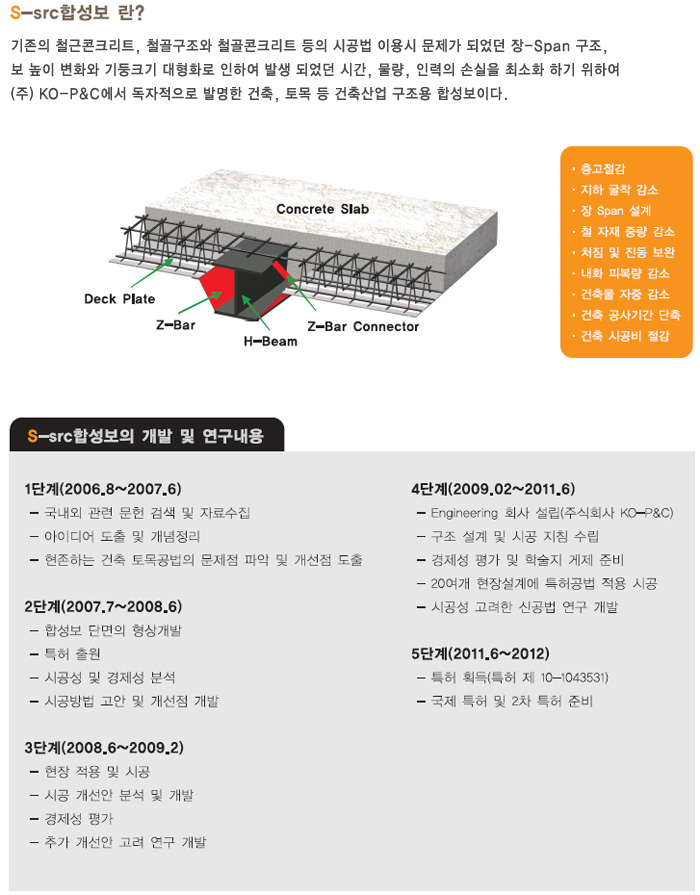 S-src합성보 란?
기존의 철근콘크리트, 철골구조와 철골콘크리트 등의 시공법 이용시 문제가 되었던 장-Span 구조,
보 높이 변화와 기둥크기 대형화로 인하여 발생 되었던 시간, 물량, 인력의 손실을 최소화 하기 위하여
(주) KO-P&C에서 독자적으로 발명한 건축, 토목 등 건축산업 구조용 합성보이다.
Concrete Slab
Deck Plate
Z-Bar
H-Beam
Z-Bar Connector
· 층고절감
· 지하 굴착 감소
· 장 Span 설계
· 철 자재 중량 감소
· 처짐 및 진동 보완
· 내화 피복량 감소
· 건축물 자중 감소
· 건축 공사기간 단축
· 건축 시공비 절감
S-src합성보의 개발 및 연구내용
1단계(2006.8~2007.6)
- 국내외 관련 문헌 검색 및 자료수집
- 아이디어 도출 및 개념정리
- 현존하는 건축 토목공법의 문제점 파악 및 개선점 도출
2단계(2007.7~2008.6)
- 합성보 단면의 형상개발
- 특허 출원
- 시공성 및 경제성 분석
- 시공방법 고안 및 개선점 개발
3단계(2008.6~2009.2)
- 현장 적용 및 시공
- 시공 개선안 분석 및 개발
- 경제성 평가
- 추가 개선안 고려 연구 개발
4단계(2009.02~2011.6)
- Engineering 회사 설립(주식회사 KO-P&C)
- 구조 설계 및 시공 지침 수립
- 경제성 평가 및 학술지 게제 준비
- 20여개 현장설계에 특허공법 적용 시공
- 시공성 고려한 신공법 연구 개발
5단계(2011.6~2012)
- 특허 획득(특허 제 10-1043531)
- 국제 특허 및 2차 특허 준비